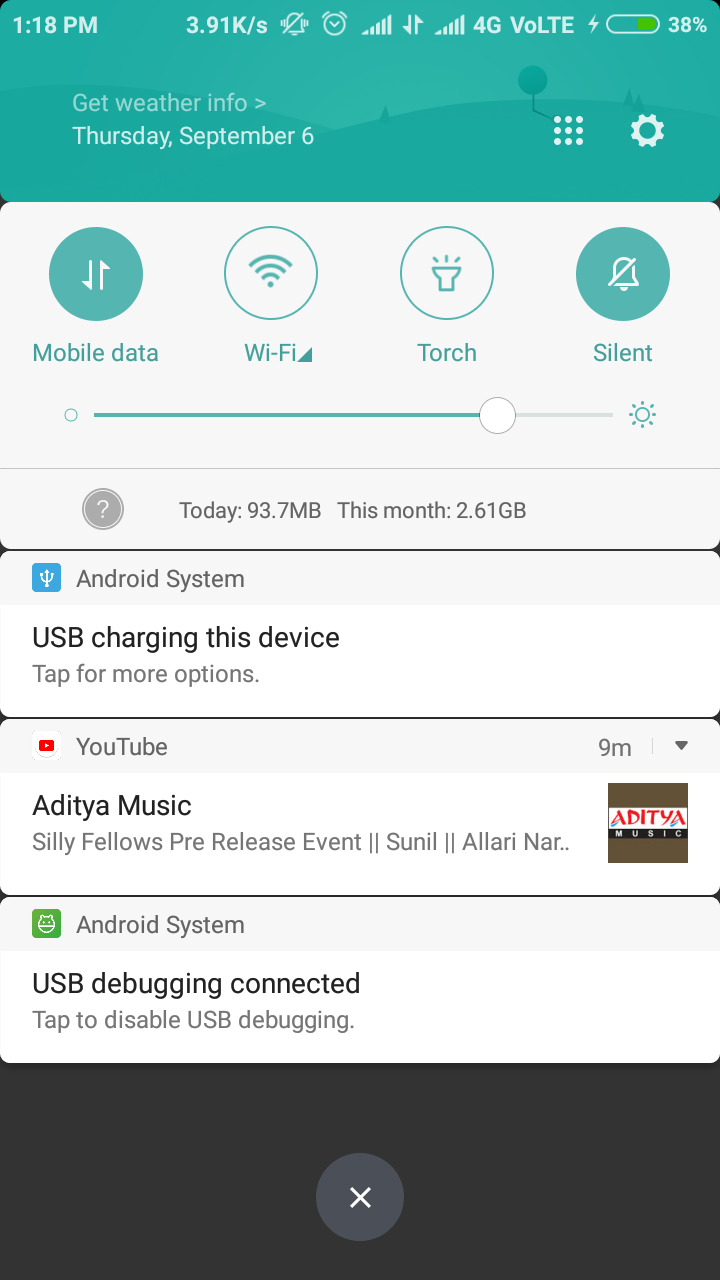 1:18 PM 3.91K/s 4G VoLTE 38%
Get weather info >
Thursday, September 6
Mobile data Wi-Fi Torch Silent
? Today: 93.7MB This month: 2.61GB
Android System
USB charging this device
Tap for more options.
YouTube 9m
Aditya Music
Silly Fellows Pre Release Event || Sunil || Allari Nar..
ADITYA
MUSIC
Android System
USB debugging connected
Tap to disable USB debugging.